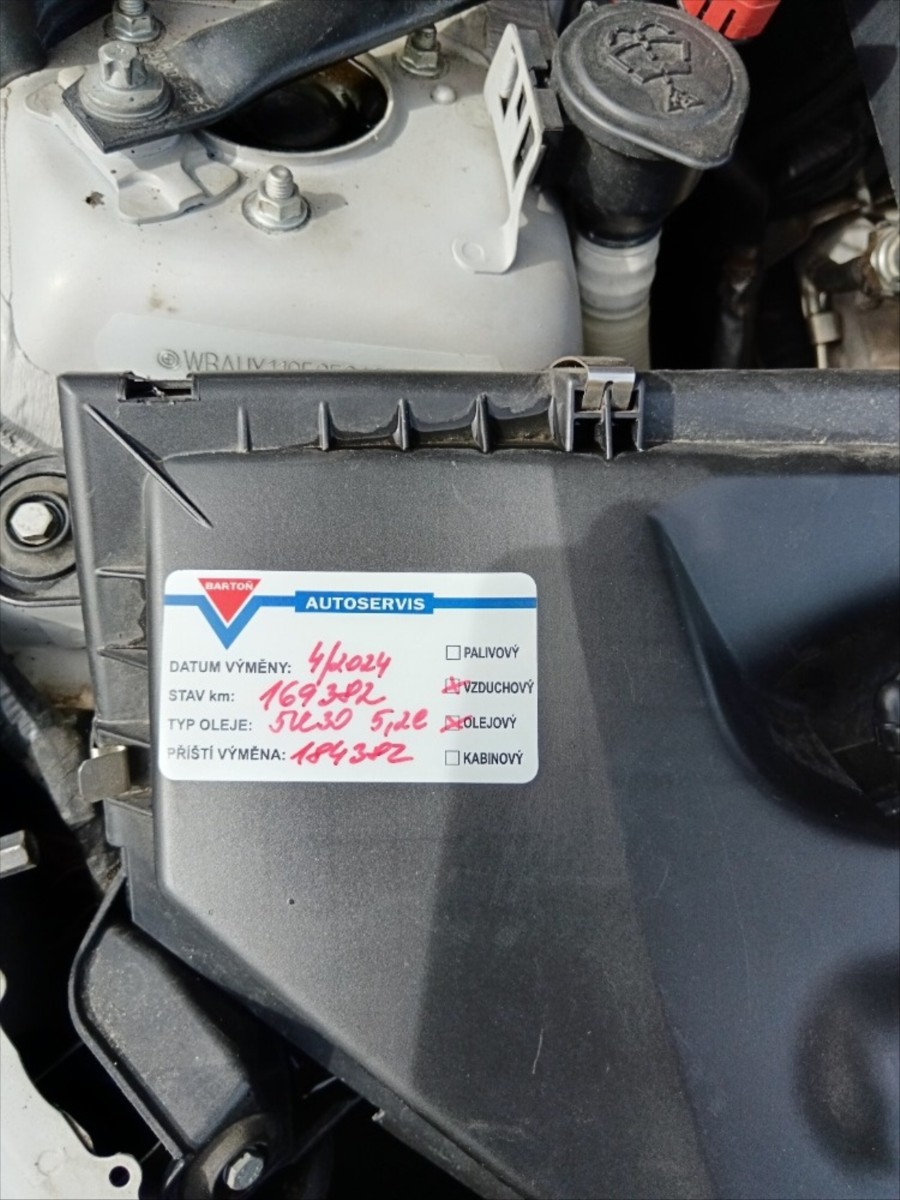 BARTOŇ
AUTOSERVIS
DATUM VÝMĚNY: 4/2024
STAV km: 169382
TYP OLEJE: 5W30 5,2l
PŘÍŠTÍ VÝMĚNA: 184382
PALIVOVÝ
VZDUCHOVÝ
OLEJOVÝ
KABINOVÝ